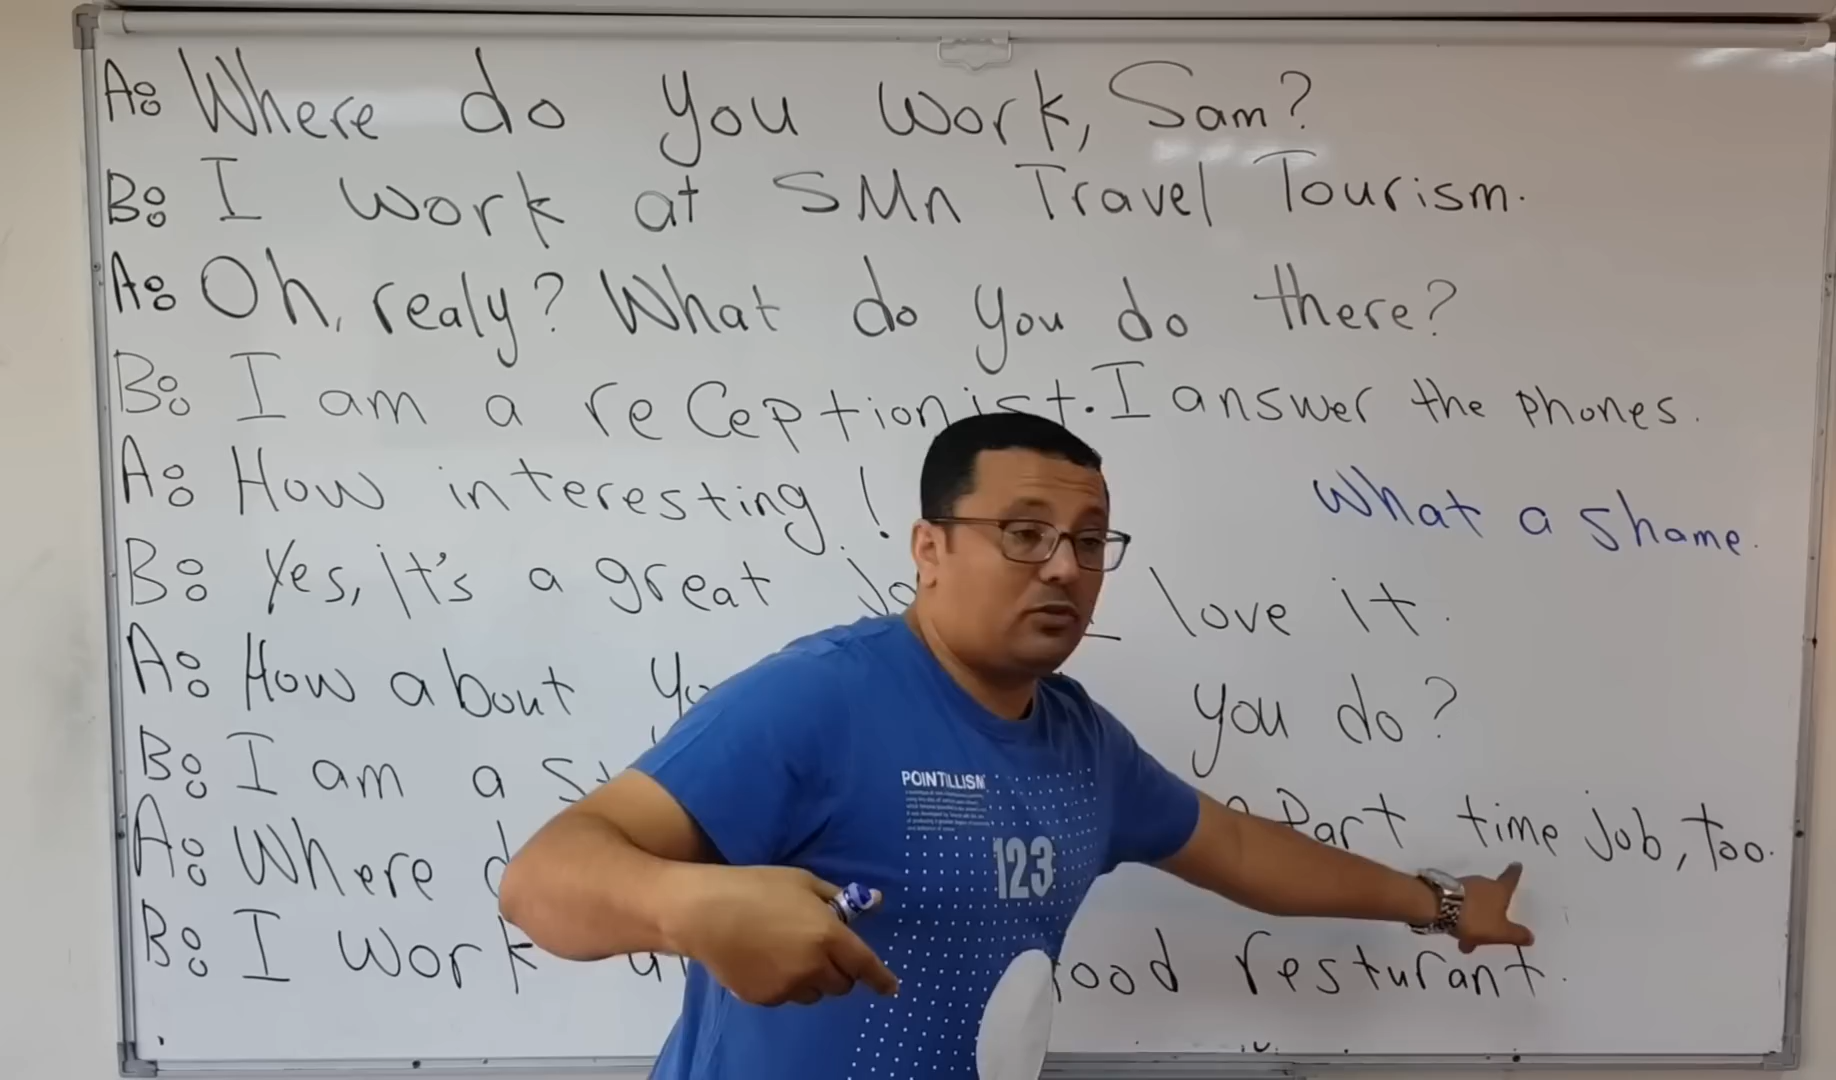 A: Where do you work, Sam?
B: I work at SMn Travel Tourism.
A: Oh, realy? What do you do there?
B: I am a receptionist. I answer the phones.
A: How interesting!
What a shame.
B: Yes, it's a great love it.
A: How about you do?
B: I am a
Part time job, too.
A: Where
B: I work resturant.
POINTILLISM
123